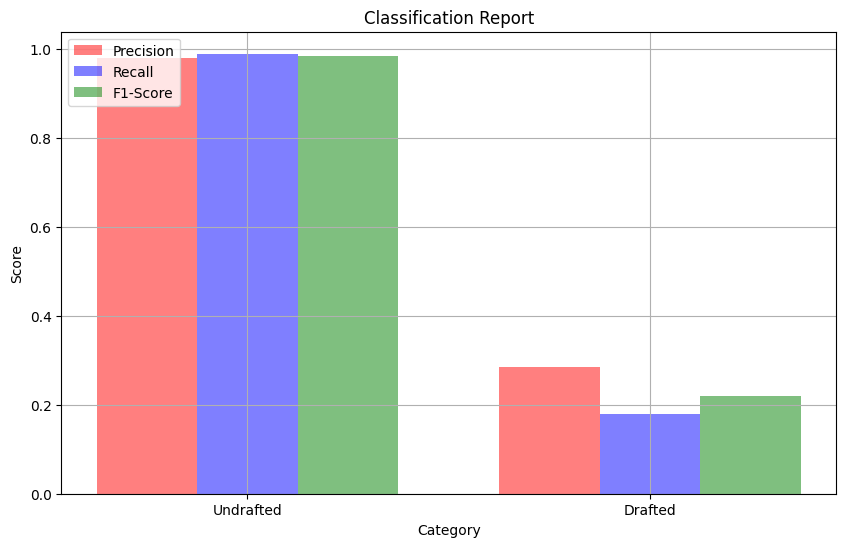 Classification Report
Precision
Recall
F1-Score
1.0
0.8
0.6
0.4
0.2
0.0
Score
Undrafted
Drafted
Category